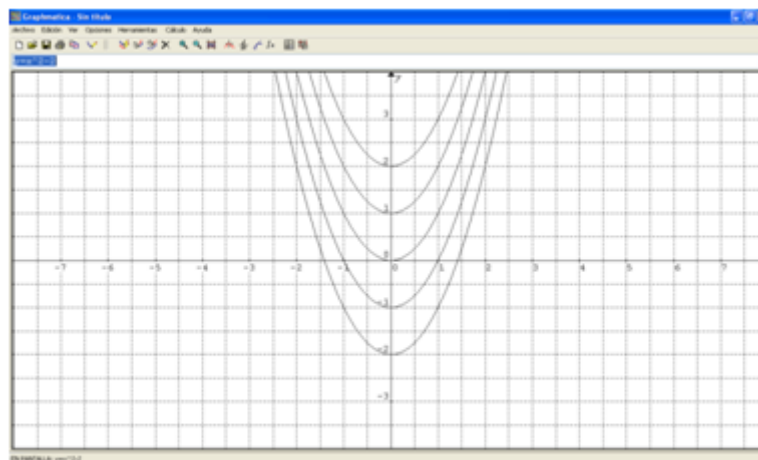 Graphmatica - Sin título
Archivo Edición Ver Opciones Herramientas Cálculo Ayuda
y
3
2
1
0
-7 -6 -5 -4 -3 -2 -1 0 1 2 3 4 5 6 7
-1
-2
-3